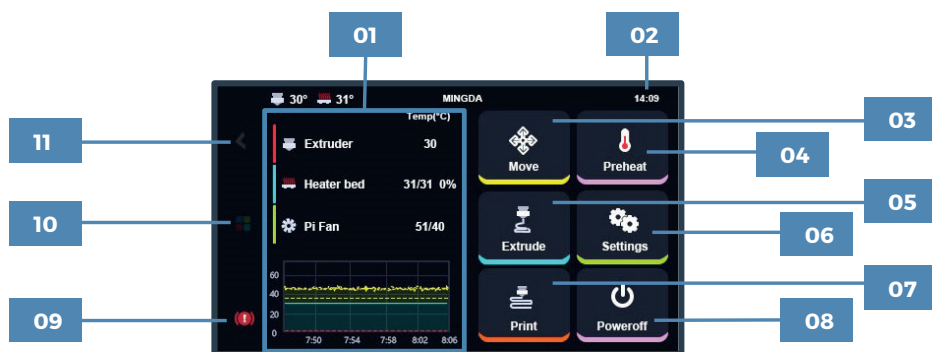 01
02
30° 31° MINGDA 14:09
Temp(°C)
03
11
Extruder 30
Move
Preheat
04
Heater bed 31/31 0%
05
10
Pi Fan 51/40
Extrude
Settings
06
60
40
20
0
7:50 7:54 7:58 8:02 8:06
07
09
Print
Poweroff
08